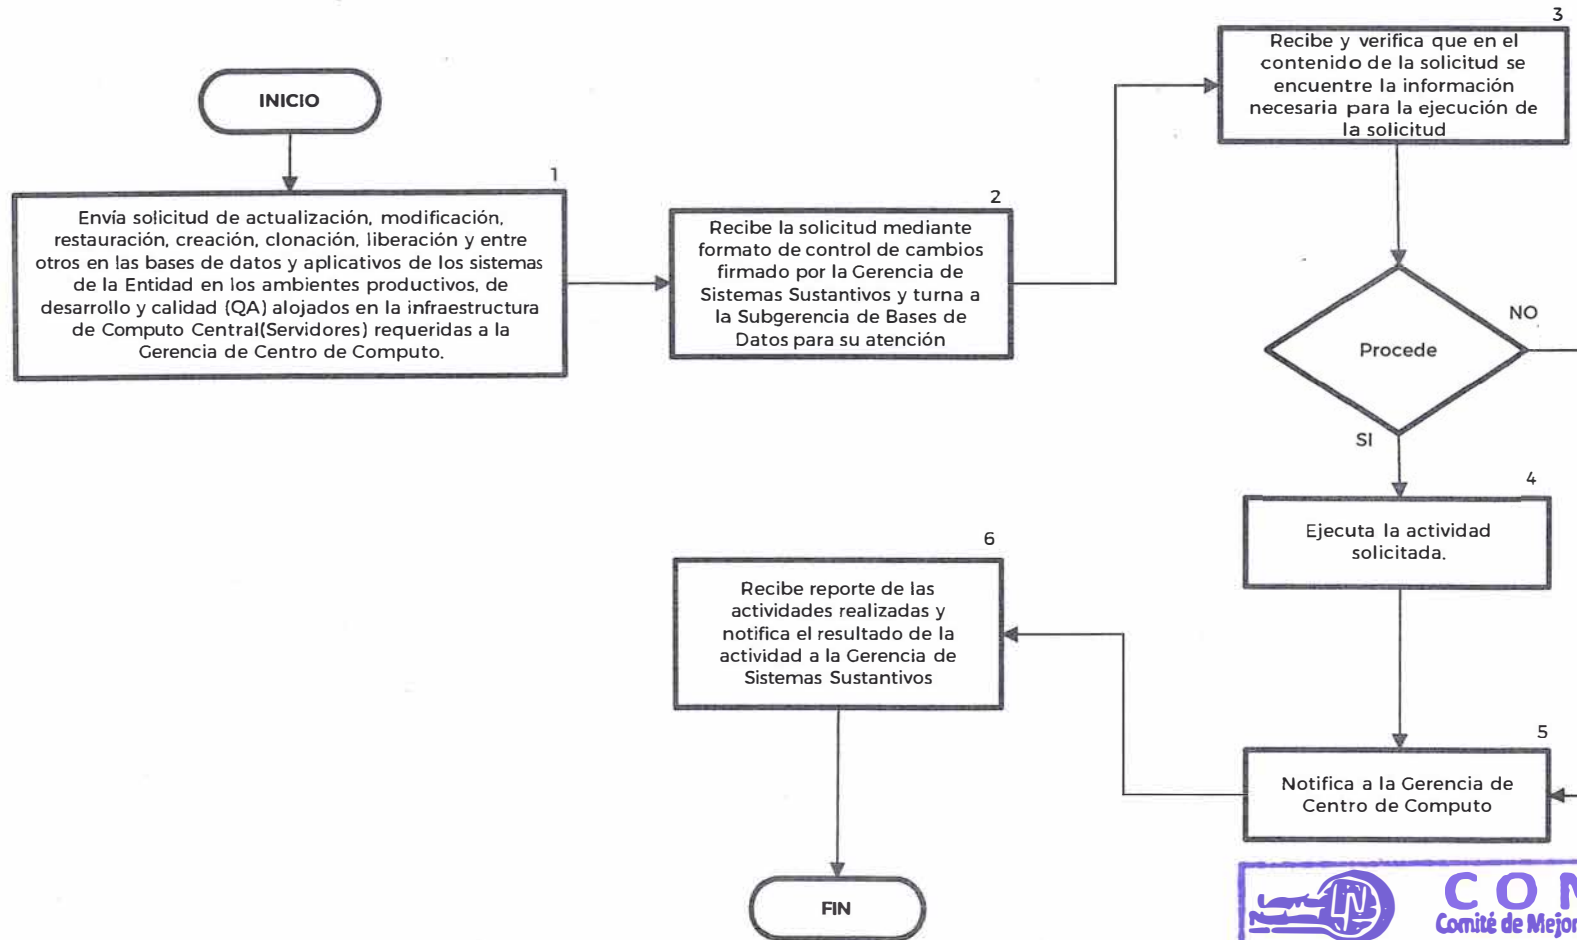 INICIO
1
Envía solicitud de actualización, modificación,
restauración, creación, clonación, liberación y entre
otros en las bases de datos y aplicativos de los sistemas
de la Entidad en los ambientes productivos, de
desarrollo y calidad (QA) alojados en la infraestructura
de Computo Central(Servidores) requeridas a la
Gerencia de Centro de Computo.
2
Recibe la solicitud mediante
formato de control de cambios
firmado por la Gerencia de
Sistemas Sustantivos y turna a
la Subgerencia de Bases de
Datos para su atención
3
Recibe y verifica que en el
contenido de la solicitud se
encuentre la información
necesaria para la ejecución de
la solicitud
Procede
NO
SI
4
Ejecuta la actividad
solicitada.
5
Notifica a la Gerencia de
Centro de Computo
6
Recibe reporte de las
actividades realizadas y
notifica el resultado de la
actividad a la Gerencia de
Sistemas Sustantivos
FIN
LN
CO
Comité de Mejor